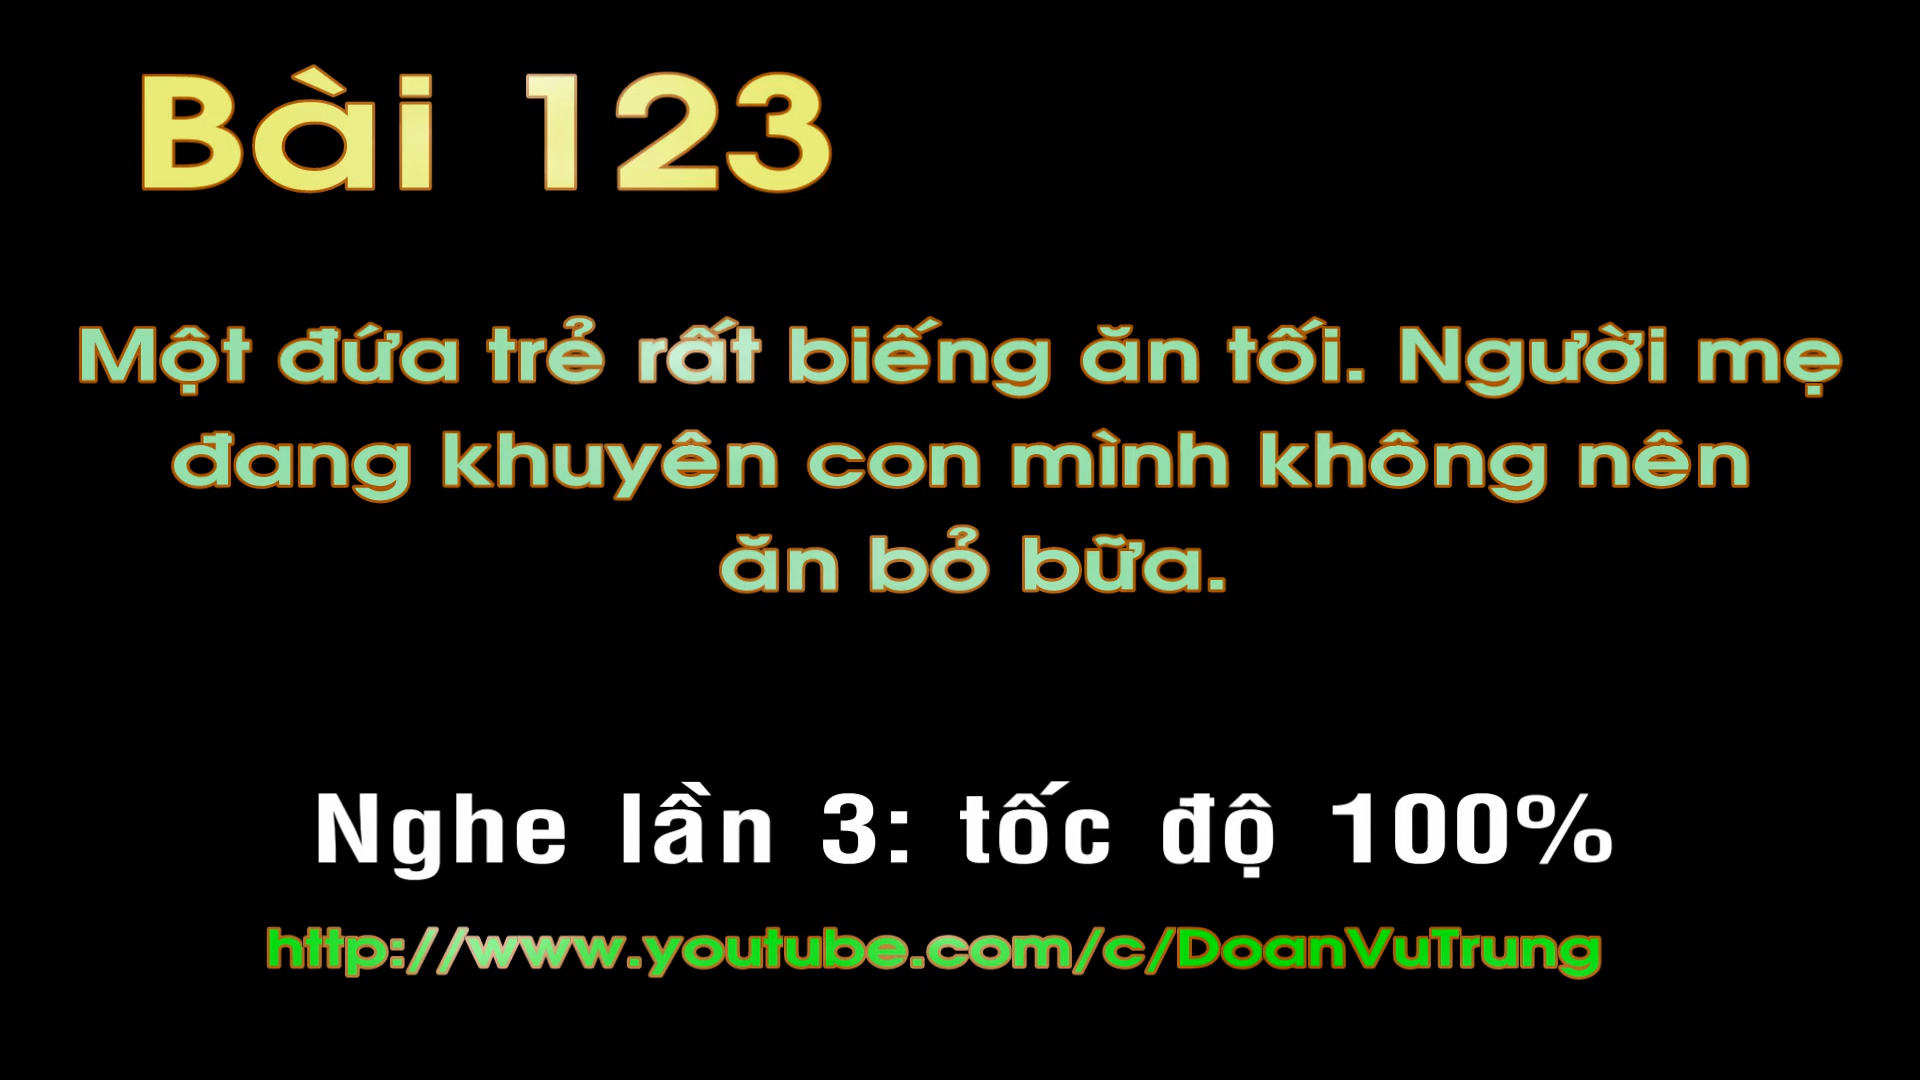 Bài 123
Một đứa trẻ rất biếng ăn tối. Người mẹ
đang khuyên con mình không nên
ăn bỏ bữa.
Nghe lần 3: tốc độ 100%
http://www.youtube.com/c/DoanVuTrung